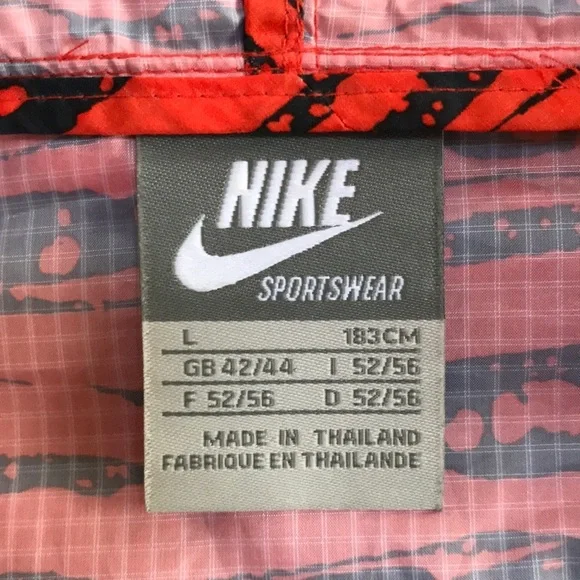 NIKE
SPORTSWEAR
L 183CM
GB 42/44 I 52/56
F 52/56 D 52/56
MADE IN THAILAND
FABRIQUE EN THAILANDE